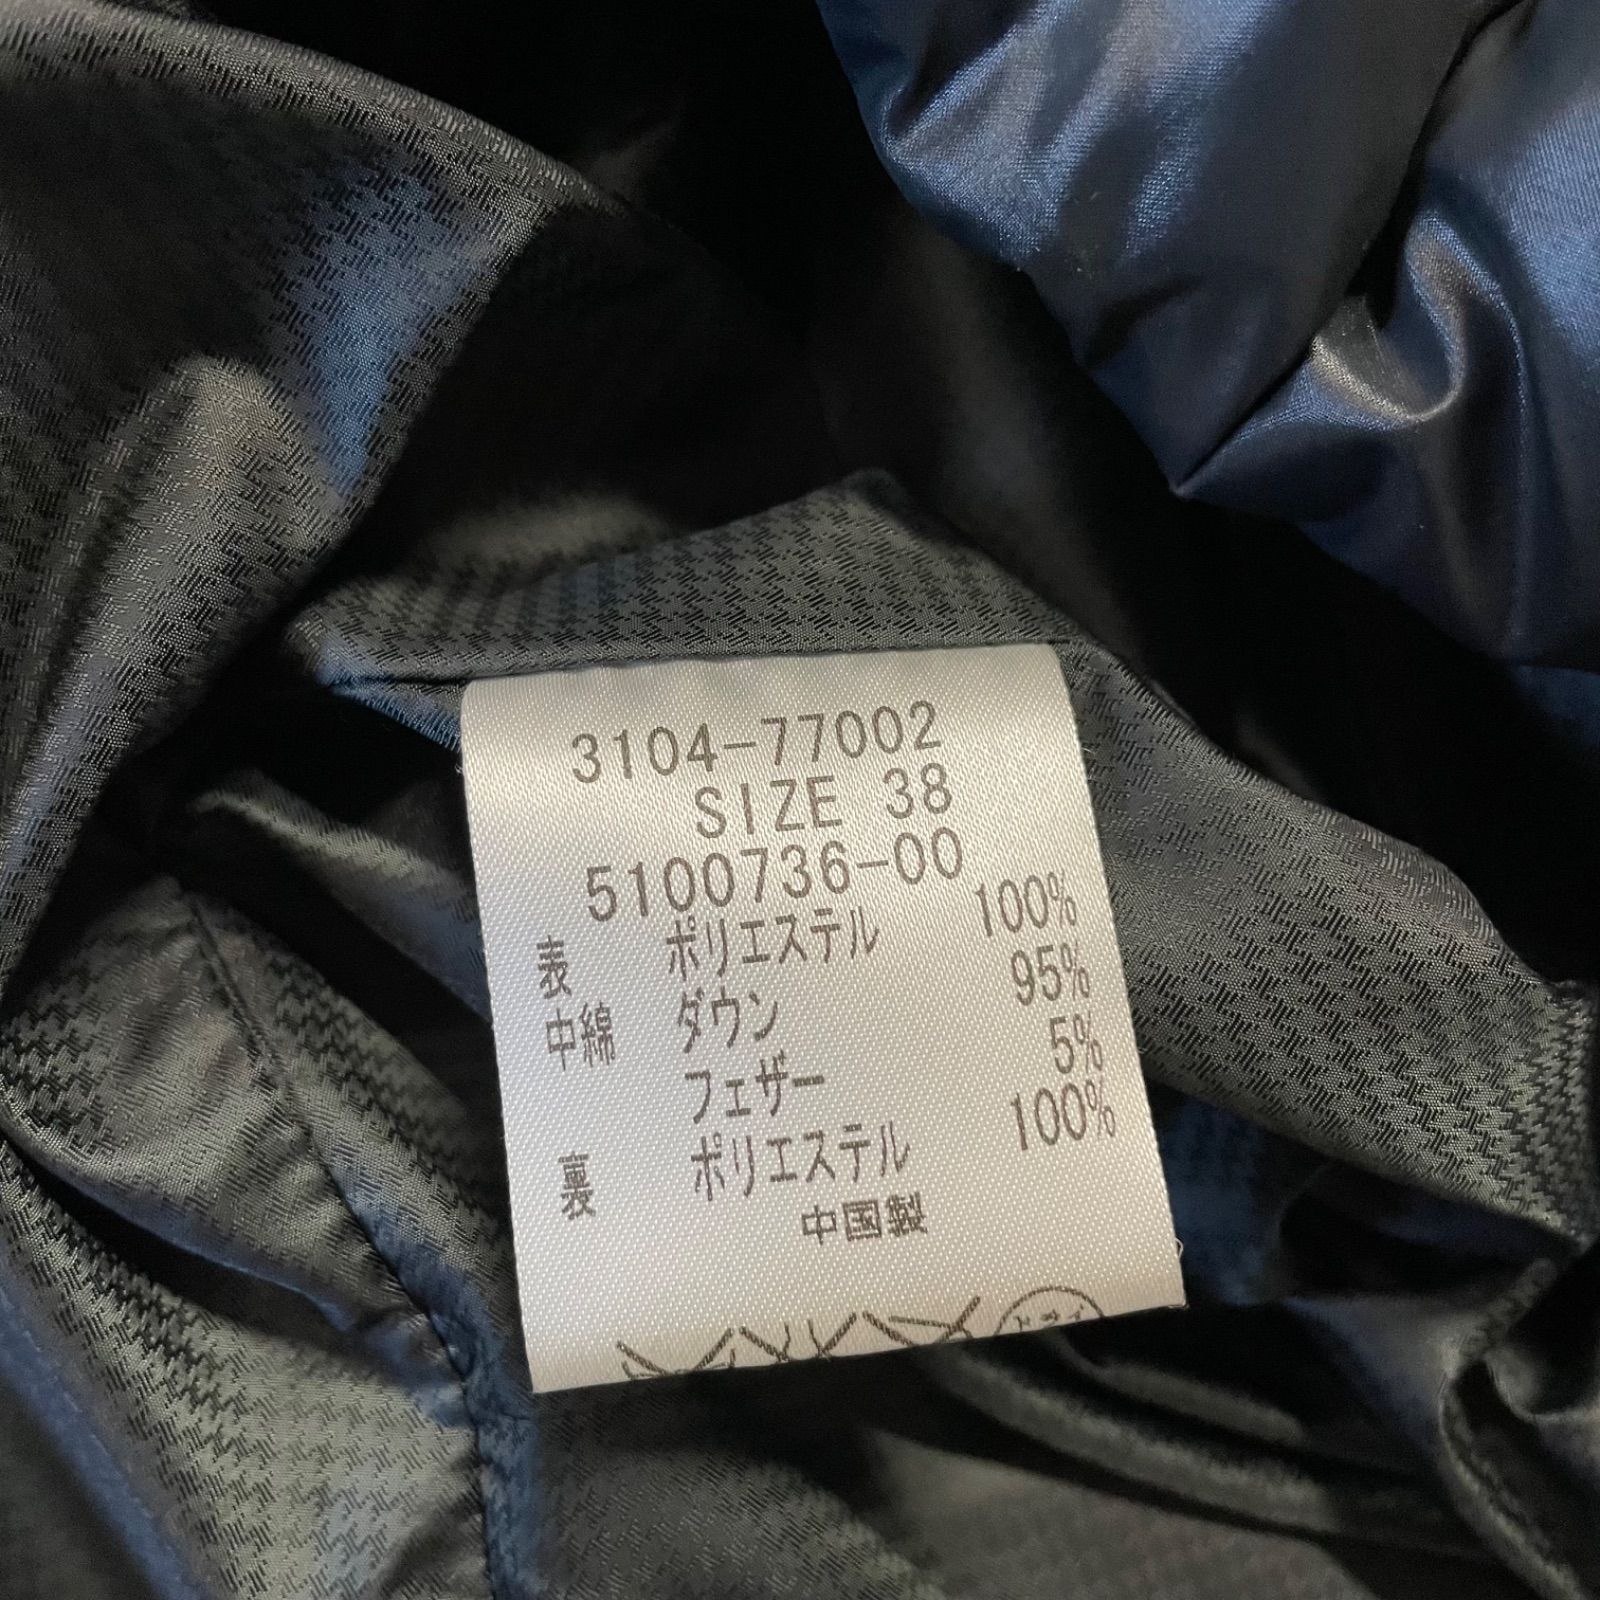 3104-77002
SIZE 38
5100736-00
表 ポリエステル 100%
中綿 ダウン 95%
フェザー 5%
裏 ポリエステル 100%
中国製